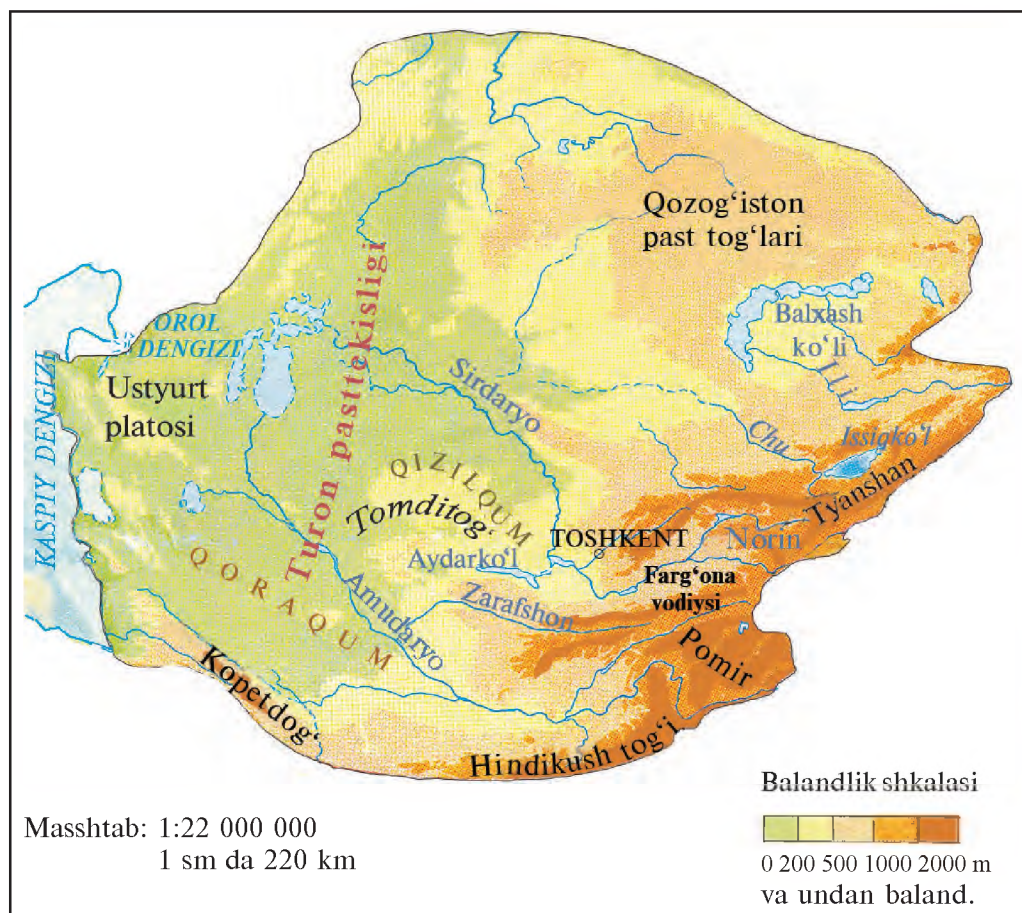 Qozog‘iston
past tog‘lari
Balxash
ko‘li
Ili
OROL
DENGIZI
KASPIY DENGIZI
Ustyurt
platosi
Turon pasttekisligi
Sirdaryo
Chu
Issiqko‘l
Tyanshan
QIZILQUM
Tomditog‘
TOSHKENT
Norin
Aydarko‘l
Farg‘ona
vodiysi
QORAQUM
Amudaryo
Zarafshon
Pomir
Kopetdog‘
Hindikush tog‘i
Masshtab: 1:22 000 000
1 sm da 220 km
Balandlik shkalasi
0 200 500 1000 2000 m
va undan baland.